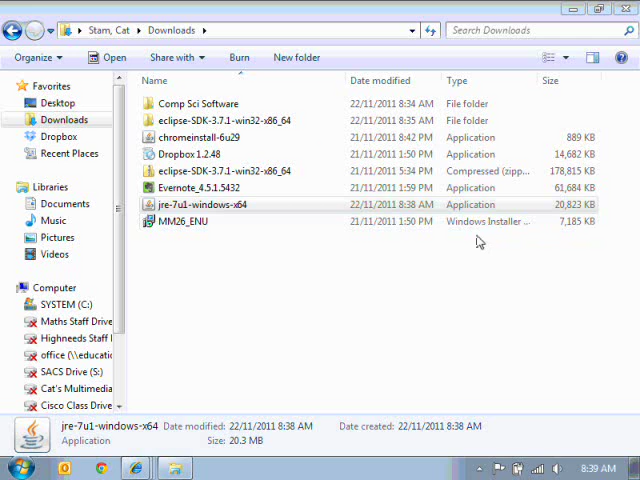 Stam, Cat Downloads Search Downloads
Organize Open Share with Burn New folder
Name Date modified Type Size
Comp Sci Software 22/11/2011 8:34 AM File folder
eclipse-SDK-3.7.1-win32-x86_64 22/11/2011 8:35 AM File folder
chromeinstall-6u29 21/11/2011 8:42 PM Application 889 KB
Dropbox 1.2.48 21/11/2011 1:50 PM Application 14,682 KB
eclipse-SDK-3.7.1-win32-x86_64 21/11/2011 5:34 PM Compressed (zipp... 178,815 KB
Evernote_4.5.1.5432 21/11/2011 1:59 PM Application 61,684 KB
jre-7u1-windows-x64 22/11/2011 8:38 AM Application 20,823 KB
MM26_ENU 21/11/2011 1:50 PM Windows Installer ... 7,185 KB
Favorites
Desktop
Downloads
Dropbox
Recent Places
Libraries
Documents
Music
Pictures
Videos
Computer
SYSTEM (C:)
Maths Staff Drive
Highneeds Staff
office (\\educatio
SACS Drive (S:)
Cat's Multimedia
Cisco Class Drive
jre-7u1-windows-x64 Date modified: 22/11/2011 8:38 AM Date created: 22/11/2011 8:38 AM
Application Size: 20.3 MB
8:39 AM